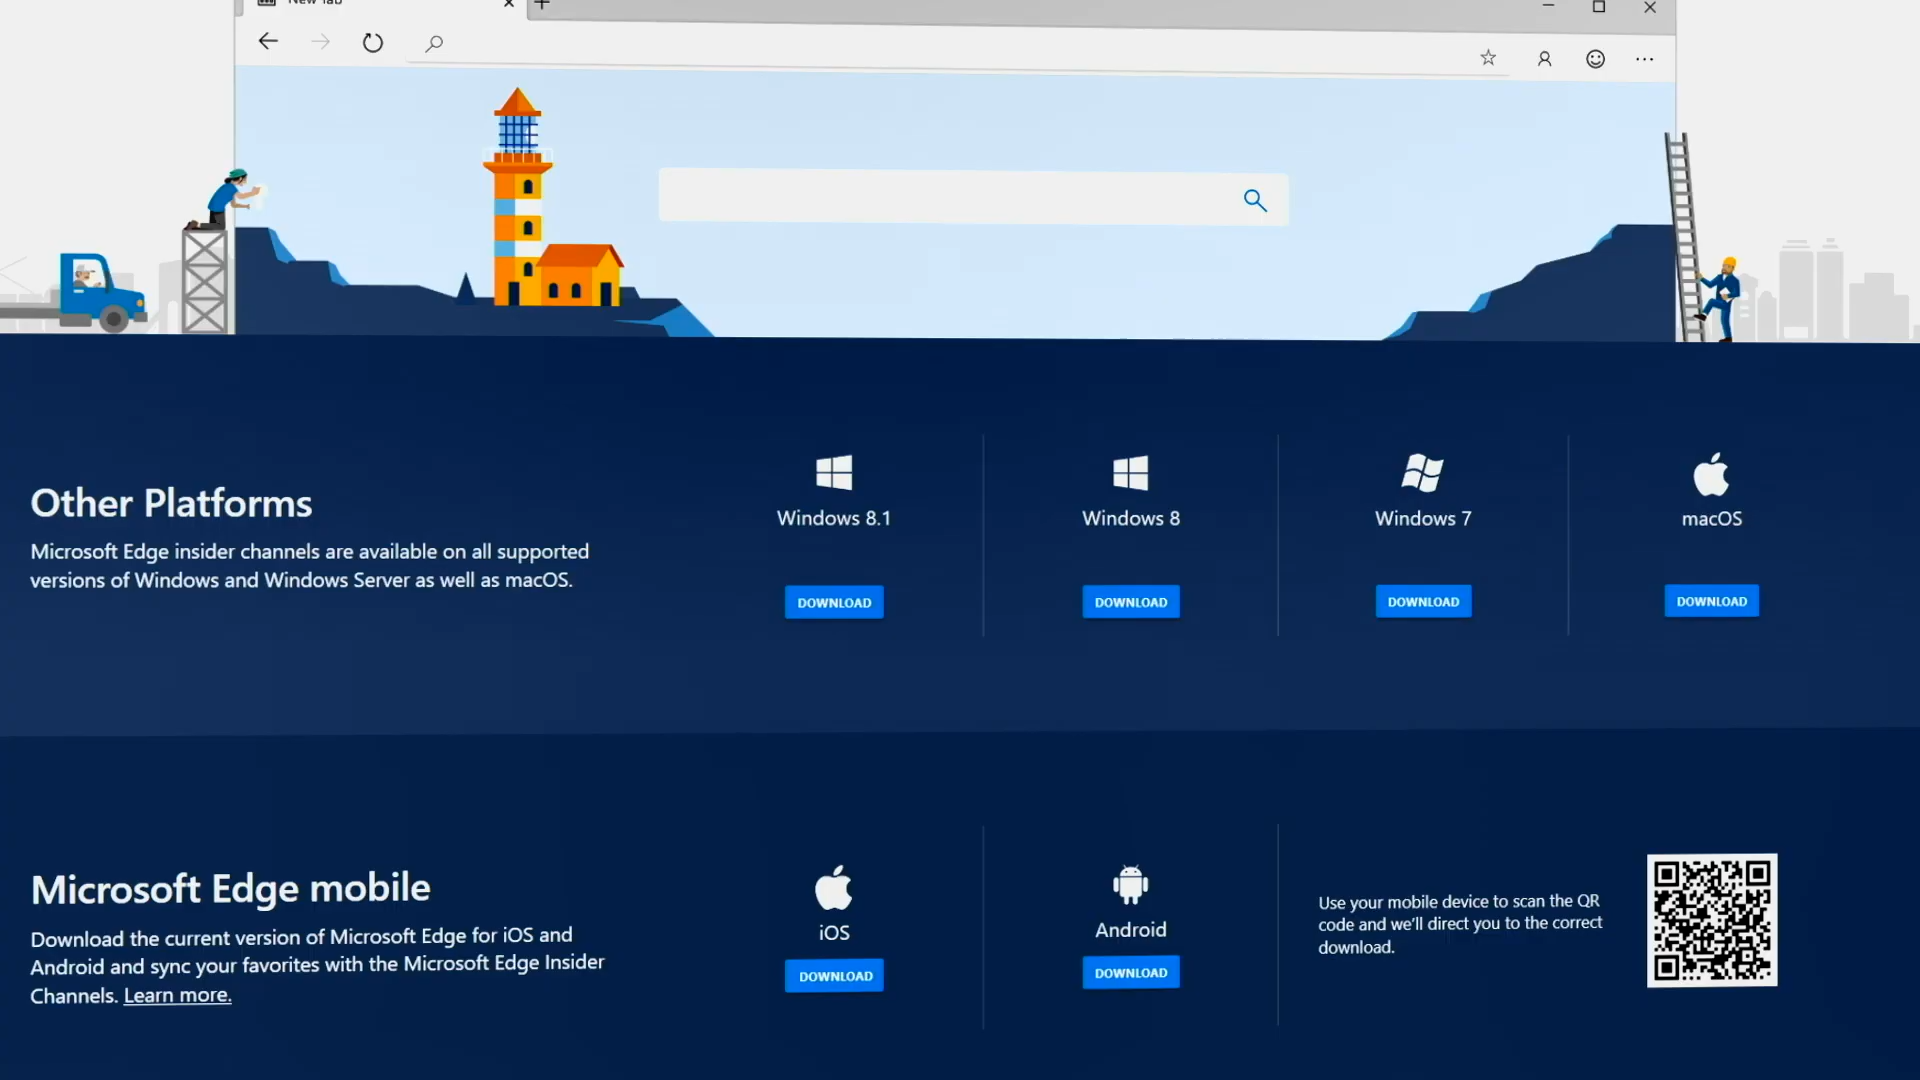 New Tab
Other Platforms
Microsoft Edge insider channels are available on all supported
versions of Windows and Windows Server as well as macOS.
Windows 8.1
DOWNLOAD
Windows 8
DOWNLOAD
Windows 7
DOWNLOAD
macOS
DOWNLOAD
Microsoft Edge mobile
Download the current version of Microsoft Edge for iOS and
Android and sync your favorites with the Microsoft Edge Insider
Channels. Learn more.
iOS
DOWNLOAD
Android
DOWNLOAD
Use your mobile device to scan the QR
code and we'll direct you to the correct
download.